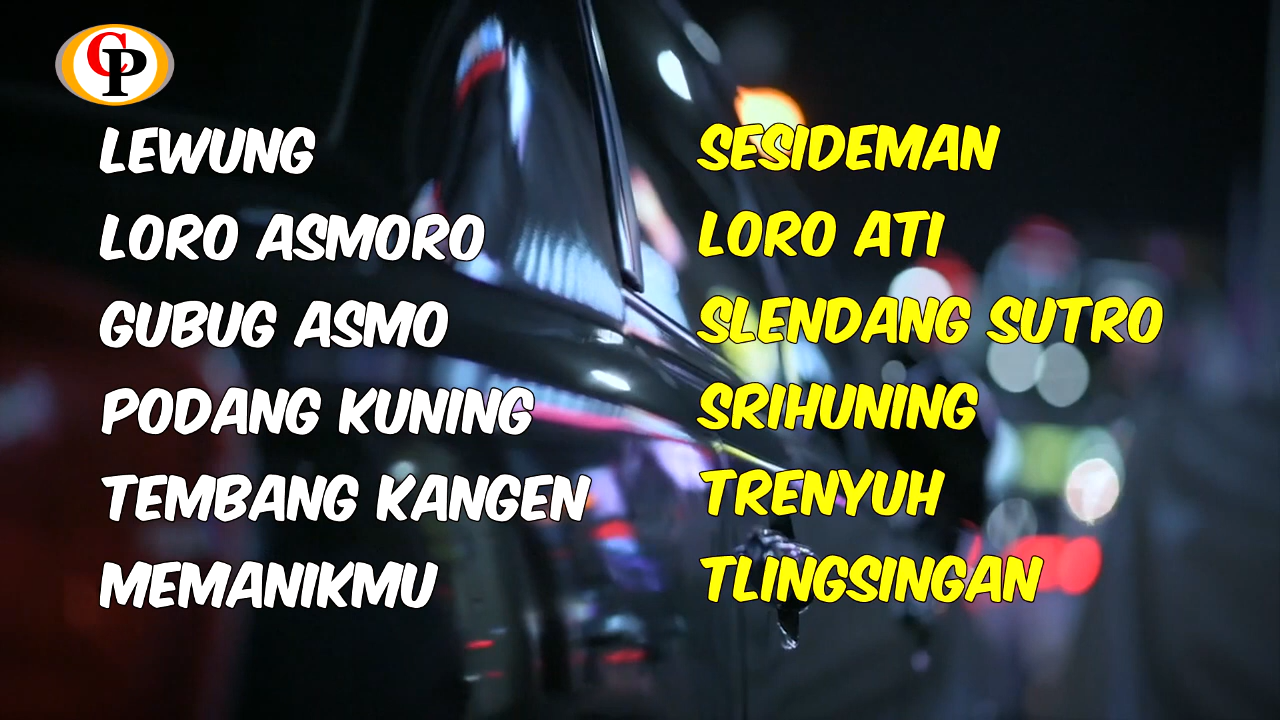 CP
LEWUNG
LORO ASMORO
GUBUG ASMO
PODANG KUNING
TEMBANG KANGEN
MEMANIKMU
SESIDEMAN
LORO ATI
SLENDANG SUTRO
SRIHUNING
TRENYUH
TLINGSINGAN